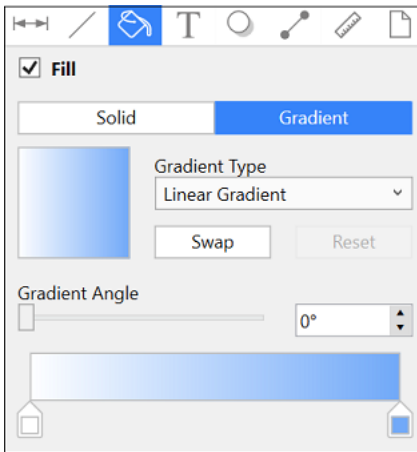 T
Fill
Solid Gradient
Gradient Type
Linear Gradient
Swap Reset
Gradient Angle
0°